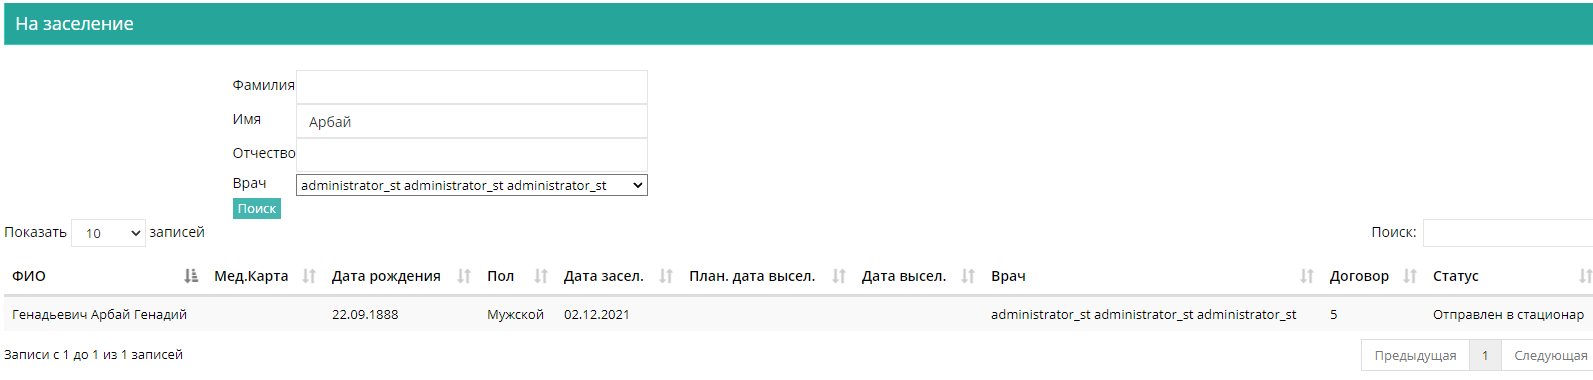 На заселение
Фамилия
Имя Арбай
Отчество
Врач administrator_st administrator_st administrator_st
Поиск
Показать 10 записей Поиск:
ФИО Мед.Карта Дата рождения Пол Дата засел. План. дата высел. Дата высел. Врач Договор Статус
Генадьевич Арбай Генадий 22.09.1888 Мужской 02.12.2021 administrator_st administrator_st administrator_st 5 Отправлен в стационар
Записи с 1 до 1 из 1 записей Предыдущая 1 Следующая